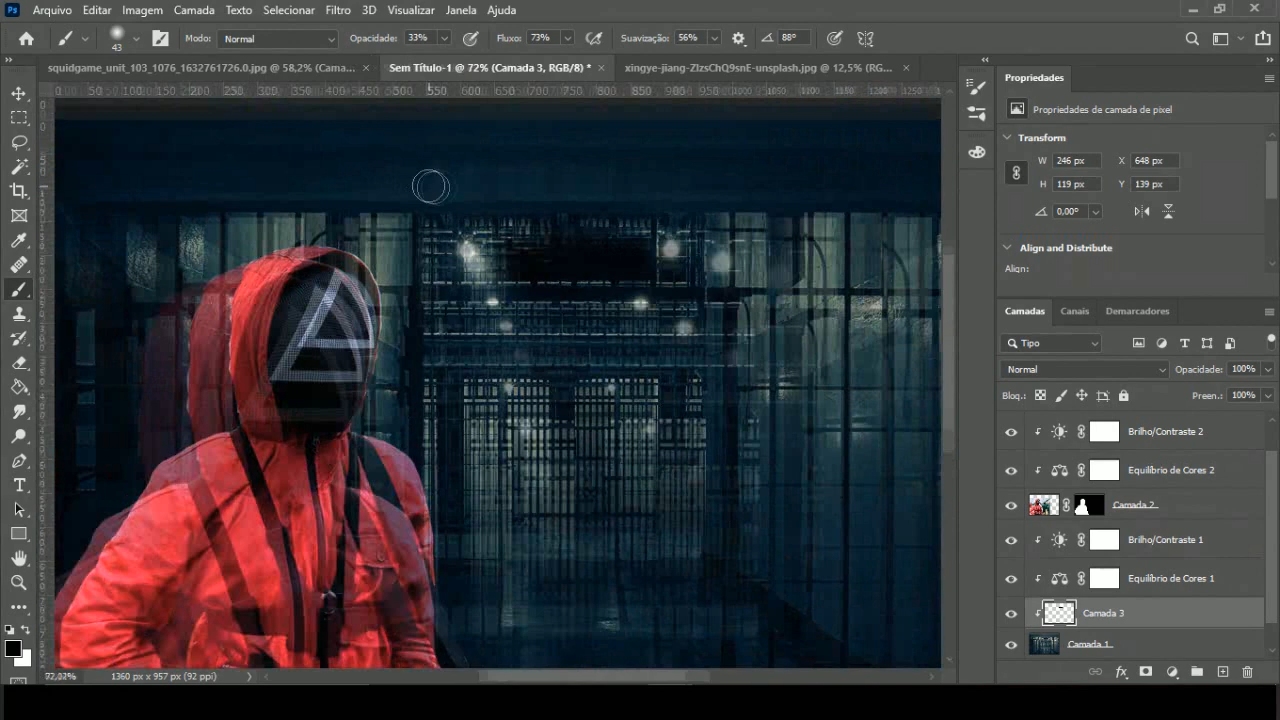 Ps Arquivo Editar Imagem Camada Texto Selecionar Filtro 3D Visualizar Janela Ajuda
43 Modo: Normal Opacidade: 33% Fluxo: 73% Suavização: 56% 88°
squidgame_unit_103_1076_1632761726.0.jpg @ 58,2% (Cama... × Sem Título-1 @ 72% (Camada 3, RGB/8) * × xingye-jiang-ZIzsChQ9snE-unsplash.jpg @ 12,5% (RG... ×
Propriedades
Propriedades de camada de pixel
Transform
W 246 px X 648 px
H 119 px Y 139 px
0,00°
Align and Distribute
Align:
Camadas Canais Demarcadores
Tipo
Normal Opacidade: 100%
Bloq.: Preen.: 100%
Brilho/Contraste 2
Equilíbrio de Cores 2
Camada 2
Brilho/Contraste 1
Equilíbrio de Cores 1
Camada 3
Camada 1
fx
1360 px x 957 px (92 ppi)